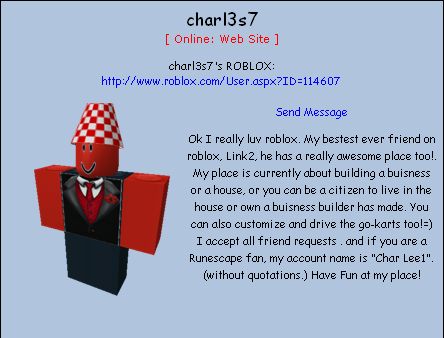 charl3s7
[ Online: Web Site ]
charl3s7's ROBLOX:
http://www.roblox.com/User.aspx?ID=114607
Send Message
Ok I really luv roblox. My bestest ever friend on
roblox, Link2, he has a really awesome place too!.
My place is currently about building a buisness
or a house, or you can be a citizen to live in the
house or own a buisness builder has made. You
can also customize and drive the go-karts too!=)
I accept all friend requests . and if you are a
Runescape fan, my account name is "Char Lee1".
(without quotations.) Have Fun at my place!